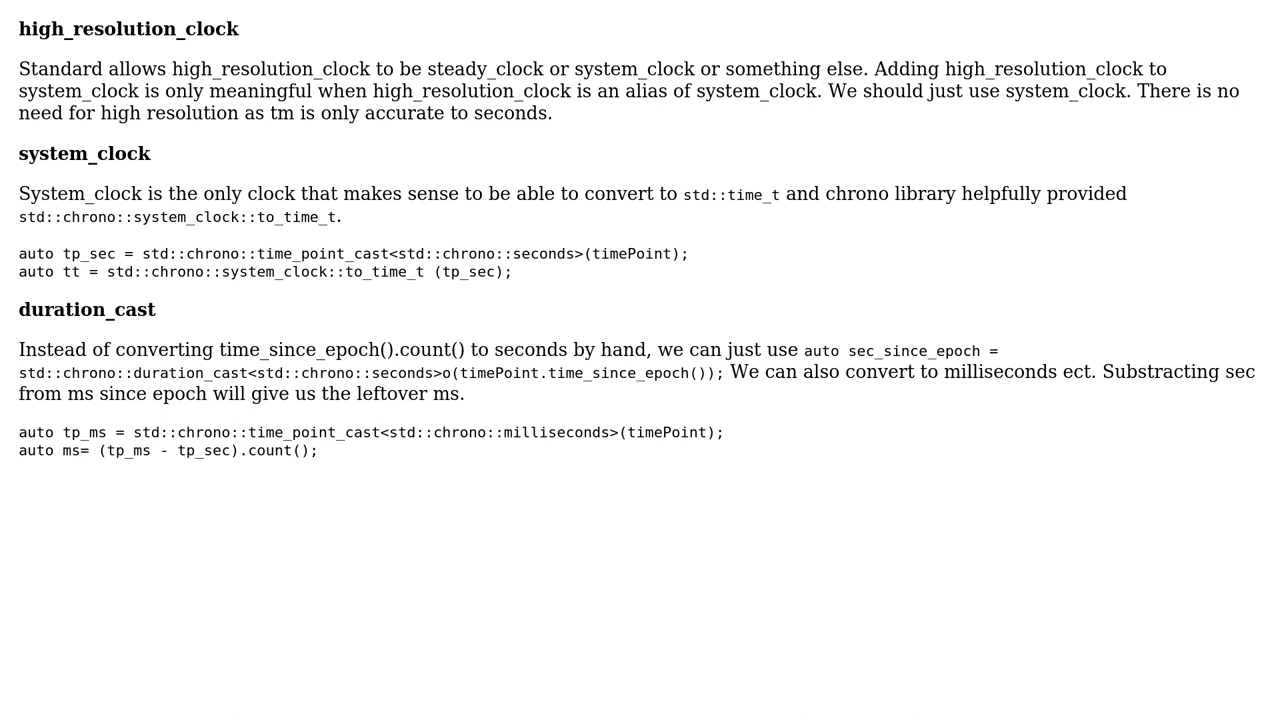 high_resolution_clock
Standard allows high_resolution_clock to be steady_clock or system_clock or something else. Adding high_resolution_clock to
system_clock is only meaningful when high_resolution_clock is an alias of system_clock. We should just use system_clock. There is no
need for high resolution as tm is only accurate to seconds.
system_clock
System_clock is the only clock that makes sense to be able to convert to std::time_t and chrono library helpfully provided
std::chrono::system_clock::to_time_t.
auto tp_sec = std::chrono::time_point_cast<std::chrono::seconds>(timePoint);
auto tt = std::chrono::system_clock::to_time_t (tp_sec);
duration_cast
Instead of converting time_since_epoch().count() to seconds by hand, we can just use auto sec_since_epoch =
std::chrono::duration_cast<std::chrono::seconds>o(timePoint.time_since_epoch()); We can also convert to milliseconds ect. Substracting sec
from ms since epoch will give us the leftover ms.
auto tp_ms = std::chrono::time_point_cast<std::chrono::milliseconds>(timePoint);
auto ms= (tp_ms - tp_sec).count();